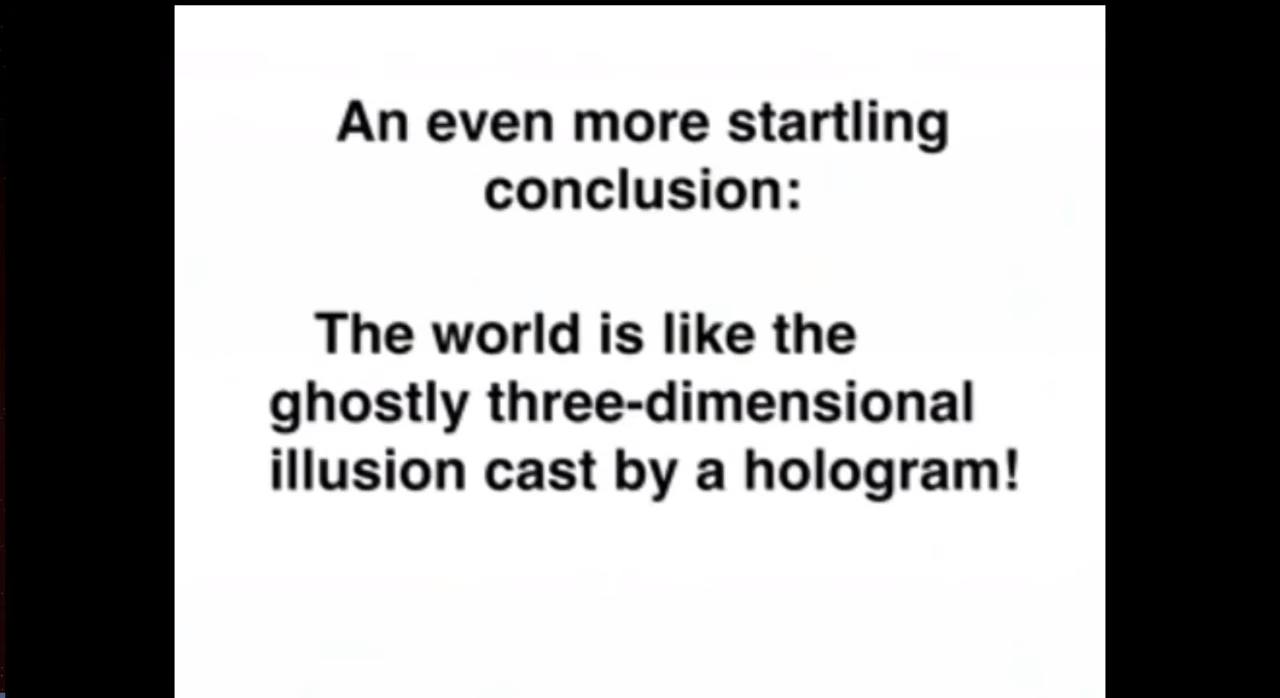 An even more startling
conclusion:
The world is like the
ghostly three-dimensional
illusion cast by a hologram!